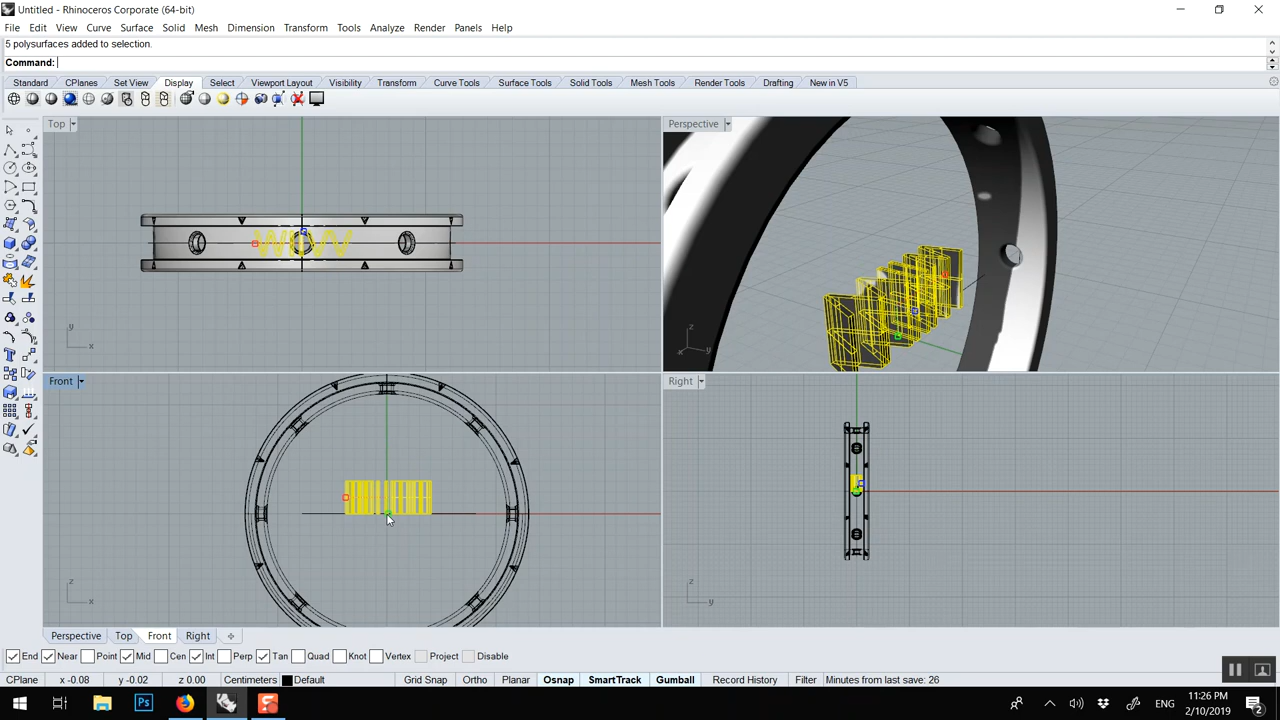 Untitled - Rhinoceros Corporate (64-bit)
File Edit View Curve Surface Solid Mesh Dimension Transform Tools Analyze Render Panels Help
5 polysurfaces added to selection.
Command:
Standard CPlanes Set View Display Select Viewport Layout Visibility Transform Curve Tools Surface Tools Solid Tools Mesh Tools Render Tools Drafting New in V5
Top
Perspective
y
x
z
x y
Front
Right
z
x
z
y
Perspective Top Front Right
End Near Point Mid Cen Int Perp Tan Quad Knot Vertex Project Disable
CPlane x -0.08 y -0.02 z 0.00 Centimeters Default Grid Snap Ortho Planar Osnap SmartTrack Gumball Record History Filter Minutes from last save: 26
Ps
ENG
11:26 PM
2/10/2019
2